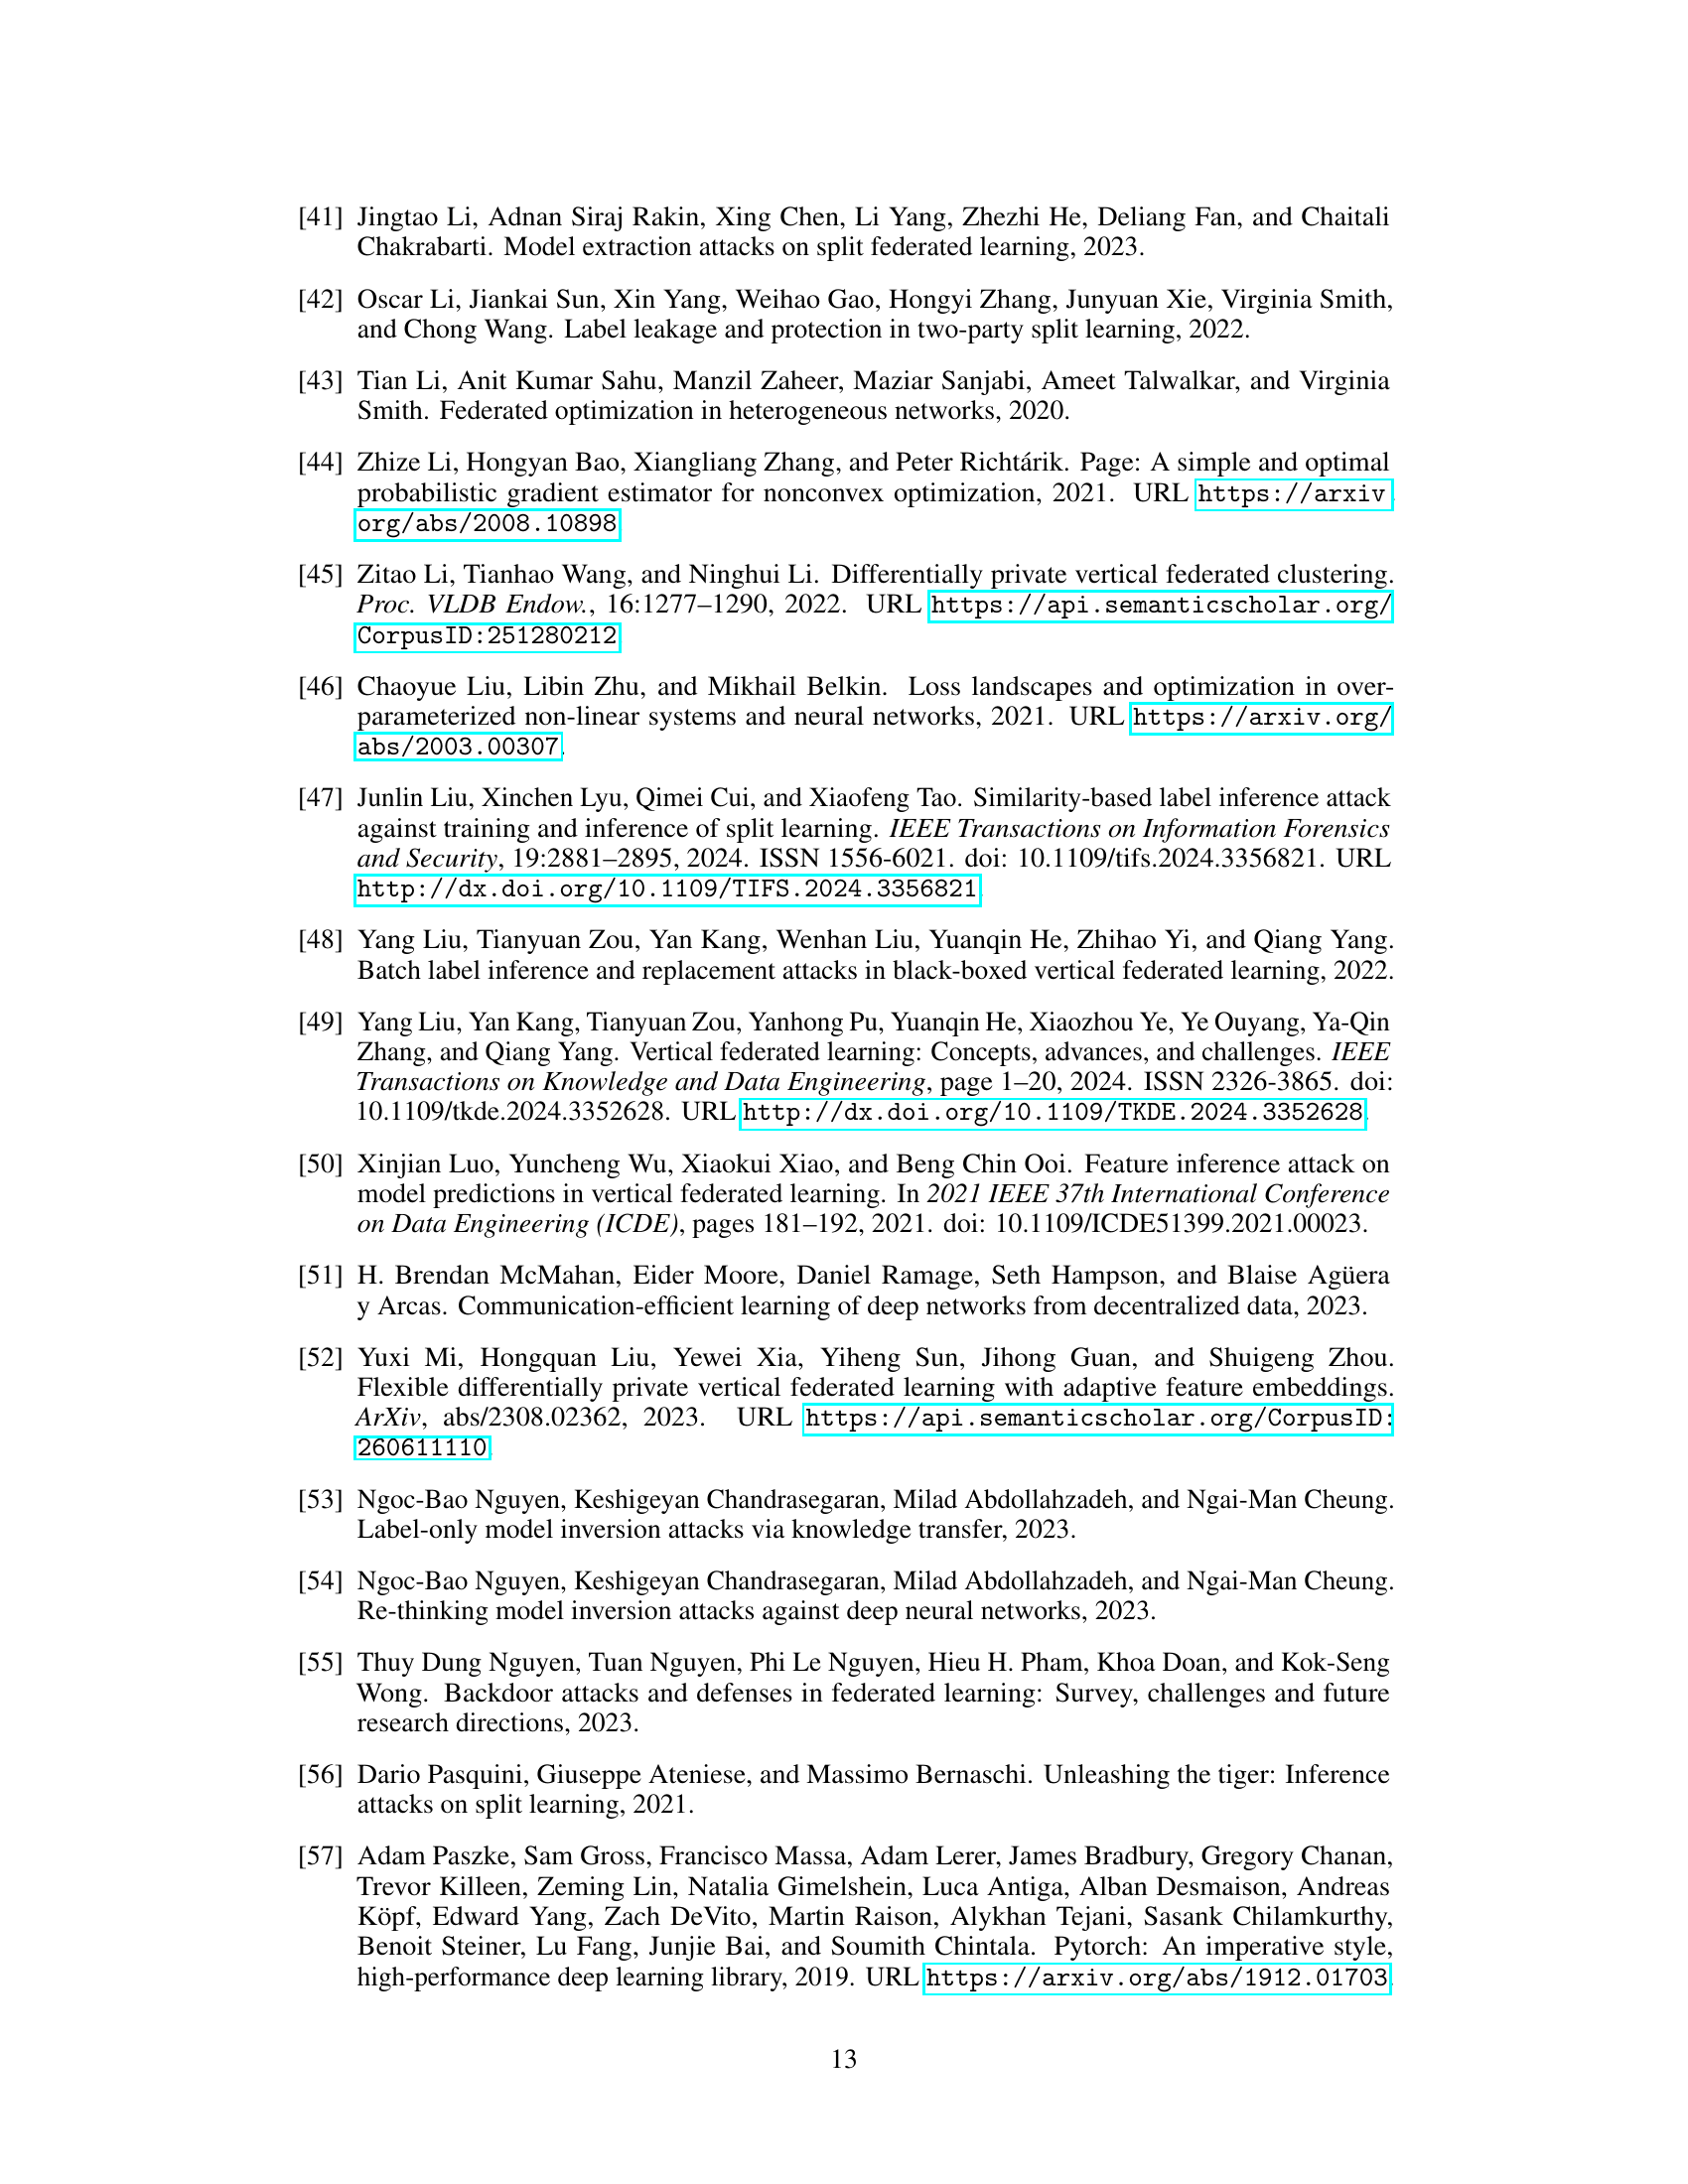 [41] Jingtao Li, Adnan Siraj Rakin, Xing Chen, Li Yang, Zhezhi He, Deliang Fan, and Chaitali
Chakrabarti. Model extraction attacks on split federated learning, 2023.
[42] Oscar Li, Jiankai Sun, Xin Yang, Weihao Gao, Hongyi Zhang, Junyuan Xie, Virginia Smith,
and Chong Wang. Label leakage and protection in two-party split learning, 2022.
[43] Tian Li, Anit Kumar Sahu, Manzil Zaheer, Maziar Sanjabi, Ameet Talwalkar, and Virginia
Smith. Federated optimization in heterogeneous networks, 2020.
[44] Zhize Li, Hongyan Bao, Xiangliang Zhang, and Peter Richtárik. Page: A simple and optimal
probabilistic gradient estimator for nonconvex optimization, 2021. URL https://arxiv.
org/abs/2008.10898.
[45] Zitao Li, Tianhao Wang, and Ninghui Li. Differentially private vertical federated clustering.
Proc. VLDB Endow., 16:1277–1290, 2022. URL https://api.semanticscholar.org/
CorpusID:251280212.
[46] Chaoyue Liu, Libin Zhu, and Mikhail Belkin. Loss landscapes and optimization in over-
parameterized non-linear systems and neural networks, 2021. URL https://arxiv.org/
abs/2003.00307.
[47] Junlin Liu, Xinchen Lyu, Qimei Cui, and Xiaofeng Tao. Similarity-based label inference attack
against training and inference of split learning. IEEE Transactions on Information Forensics
and Security, 19:2881–2895, 2024. ISSN 1556-6021. doi: 10.1109/tifs.2024.3356821. URL
http://dx.doi.org/10.1109/TIFS.2024.3356821.
[48] Yang Liu, Tianyuan Zou, Yan Kang, Wenhan Liu, Yuanqin He, Zhihao Yi, and Qiang Yang.
Batch label inference and replacement attacks in black-boxed vertical federated learning, 2022.
[49] Yang Liu, Yan Kang, Tianyuan Zou, Yanhong Pu, Yuanqin He, Xiaozhou Ye, Ye Ouyang, Ya-Qin
Zhang, and Qiang Yang. Vertical federated learning: Concepts, advances, and challenges. IEEE
Transactions on Knowledge and Data Engineering, page 1–20, 2024. ISSN 2326-3865. doi:
10.1109/tkde.2024.3352628. URL http://dx.doi.org/10.1109/TKDE.2024.3352628.
[50] Xinjian Luo, Yuncheng Wu, Xiaokui Xiao, and Beng Chin Ooi. Feature inference attack on
model predictions in vertical federated learning. In 2021 IEEE 37th International Conference
on Data Engineering (ICDE), pages 181–192, 2021. doi: 10.1109/ICDE51399.2021.00023.
[51] H. Brendan McMahan, Eider Moore, Daniel Ramage, Seth Hampson, and Blaise Agüera
y Arcas. Communication-efficient learning of deep networks from decentralized data, 2023.
[52] Yuxi Mi, Hongquan Liu, Yewei Xia, Yiheng Sun, Jihong Guan, and Shuigeng Zhou.
Flexible differentially private vertical federated learning with adaptive feature embeddings.
ArXiv, abs/2308.02362, 2023. URL https://api.semanticscholar.org/CorpusID:
260611110.
[53] Ngoc-Bao Nguyen, Keshigeyan Chandrasegaran, Milad Abdollahzadeh, and Ngai-Man Cheung.
Label-only model inversion attacks via knowledge transfer, 2023.
[54] Ngoc-Bao Nguyen, Keshigeyan Chandrasegaran, Milad Abdollahzadeh, and Ngai-Man Cheung.
Re-thinking model inversion attacks against deep neural networks, 2023.
[55] Thuy Dung Nguyen, Tuan Nguyen, Phi Le Nguyen, Hieu H. Pham, Khoa Doan, and Kok-Seng
Wong. Backdoor attacks and defenses in federated learning: Survey, challenges and future
research directions, 2023.
[56] Dario Pasquini, Giuseppe Ateniese, and Massimo Bernaschi. Unleashing the tiger: Inference
attacks on split learning, 2021.
[57] Adam Paszke, Sam Gross, Francisco Massa, Adam Lerer, James Bradbury, Gregory Chanan,
Trevor Killeen, Zeming Lin, Natalia Gimelshein, Luca Antiga, Alban Desmaison, Andreas
Köpf, Edward Yang, Zach DeVito, Martin Raison, Alykhan Tejani, Sasank Chilamkurthy,
Benoit Steiner, Lu Fang, Junjie Bai, and Soumith Chintala. Pytorch: An imperative style,
high-performance deep learning library, 2019. URL https://arxiv.org/abs/1912.01703.
13